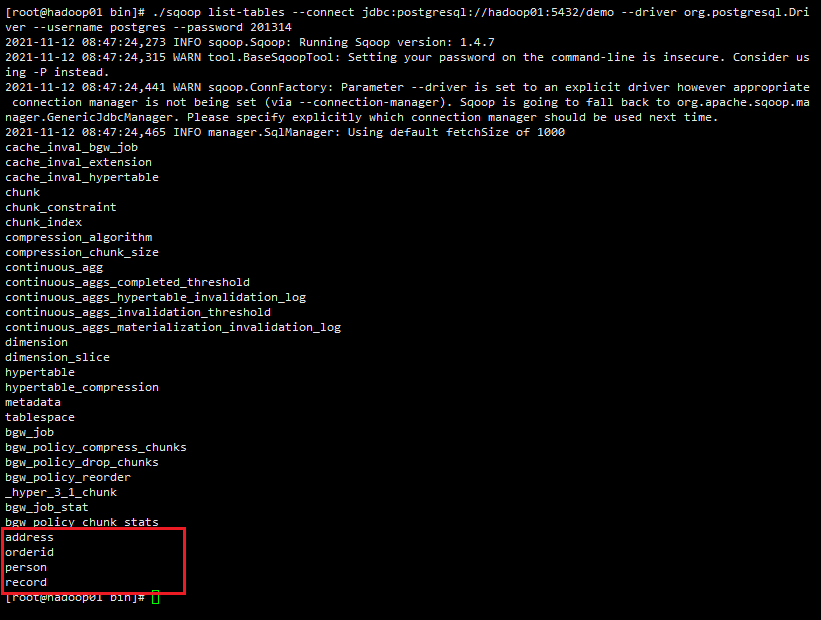 [root@hadoop01 bin]# ./sqoop list-tables --connect jdbc:postgresql://hadoop01:5432/demo --driver org.postgresql.Dri
ver --username postgres --password 201314
2021-11-12 08:47:24,273 INFO sqoop.Sqoop: Running Sqoop version: 1.4.7
2021-11-12 08:47:24,315 WARN tool.BaseSqoopTool: Setting your password on the command-line is insecure. Consider us
ing -P instead.
2021-11-12 08:47:24,441 WARN sqoop.ConnFactory: Parameter --driver is set to an explicit driver however appropriate
 connection manager is not being set (via --connection-manager). Sqoop is going to fall back to org.apache.sqoop.ma
nager.GenericJdbcManager. Please specify explicitly which connection manager should be used next time.
2021-11-12 08:47:24,465 INFO manager.SqlManager: Using default fetchSize of 1000
cache_inval_bgw_job
cache_inval_extension
cache_inval_hypertable
chunk
chunk_constraint
chunk_index
compression_algorithm
compression_chunk_size
continuous_agg
continuous_aggs_completed_threshold
continuous_aggs_hypertable_invalidation_log
continuous_aggs_invalidation_threshold
continuous_aggs_materialization_invalidation_log
dimension
dimension_slice
hypertable
hypertable_compression
metadata
tablespace
bgw_job
bgw_policy_compress_chunks
bgw_policy_drop_chunks
bgw_policy_reorder
_hyper_3_1_chunk
bgw_job_stat
bgw_policy_chunk_stats
address
orderid
person
record
[root@hadoop01 bin]#